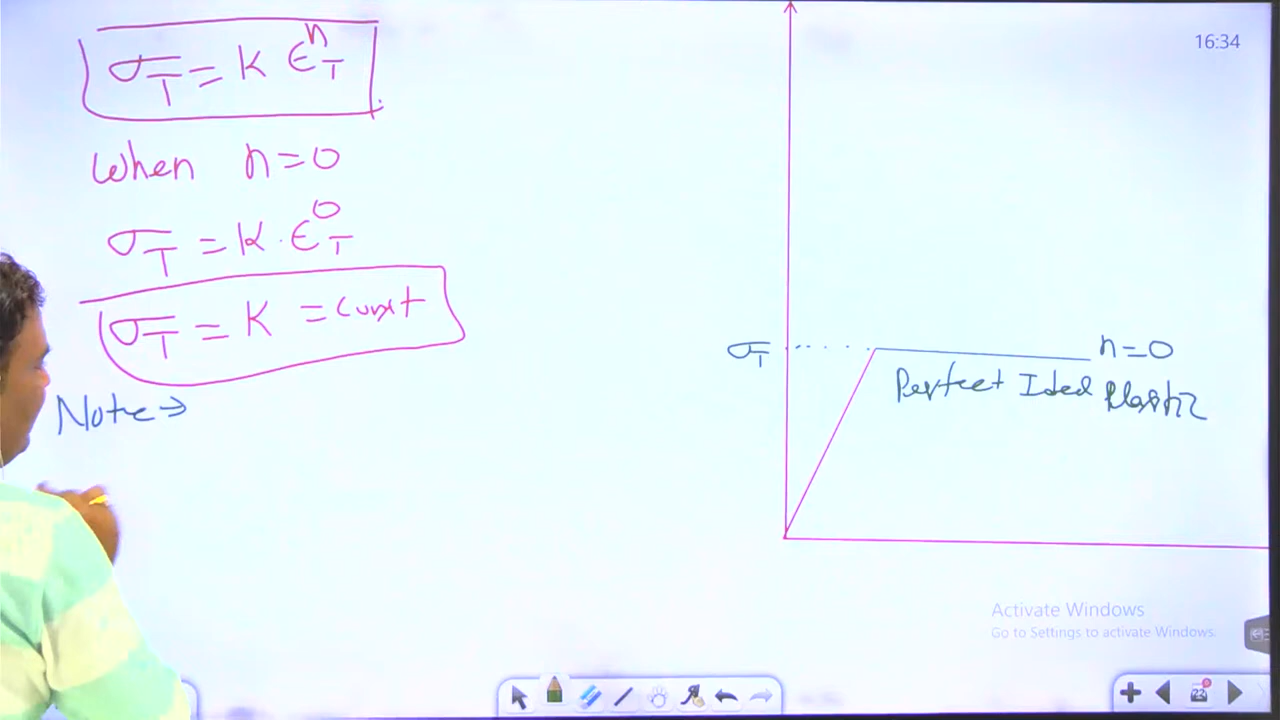 σ_T = K ϵ_T^n
When n=0
σ_T = K · ϵ_T^0
σ_T = K = const
Note ⇒
16:34
σ_T
n=0
Perfect Ideal Plastic
Activate Windows
Go to Settings to activate Windows.
23